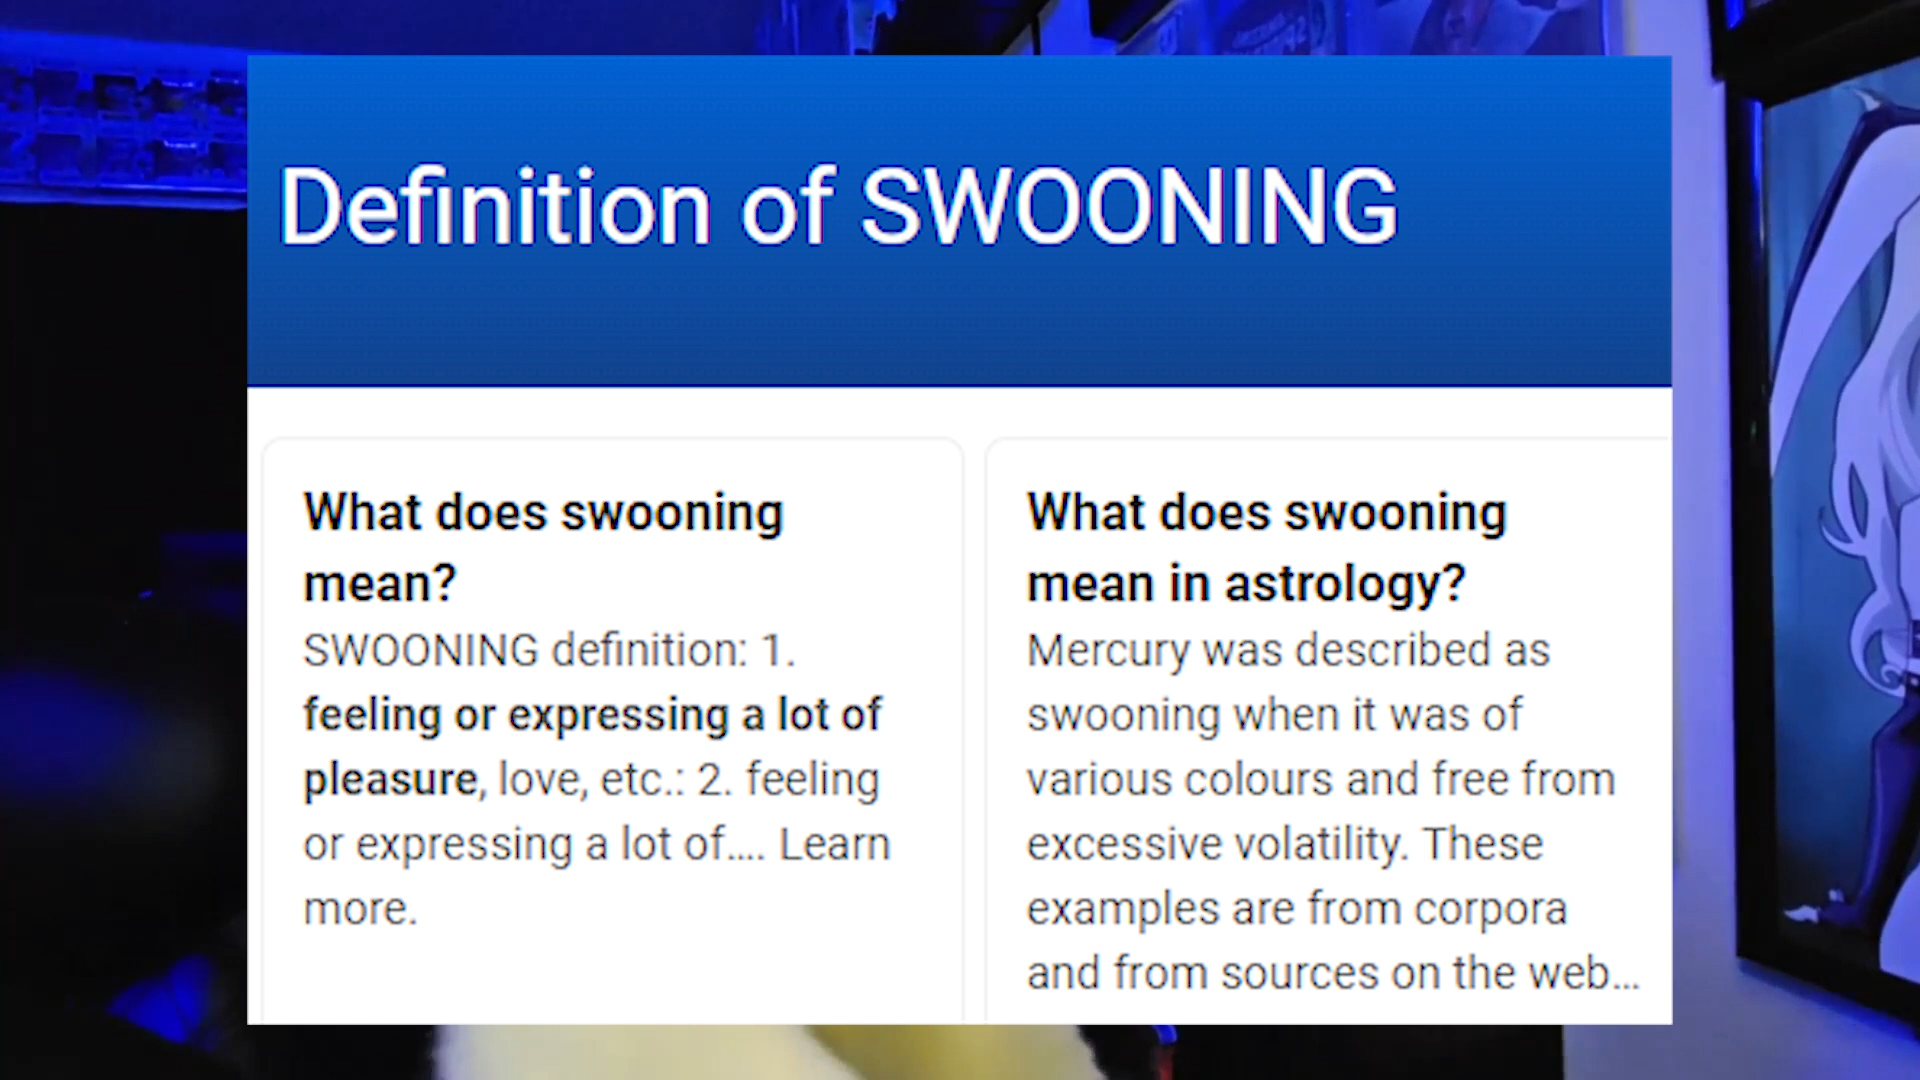 Definition of SWOONING
What does swooning
mean?
SWOONING definition: 1.
feeling or expressing a lot of
pleasure, love, etc.: 2. feeling
or expressing a lot of.... Learn
more.
What does swooning
mean in astrology?
Mercury was described as
swooning when it was of
various colours and free from
excessive volatility. These
examples are from corpora
and from sources on the web...